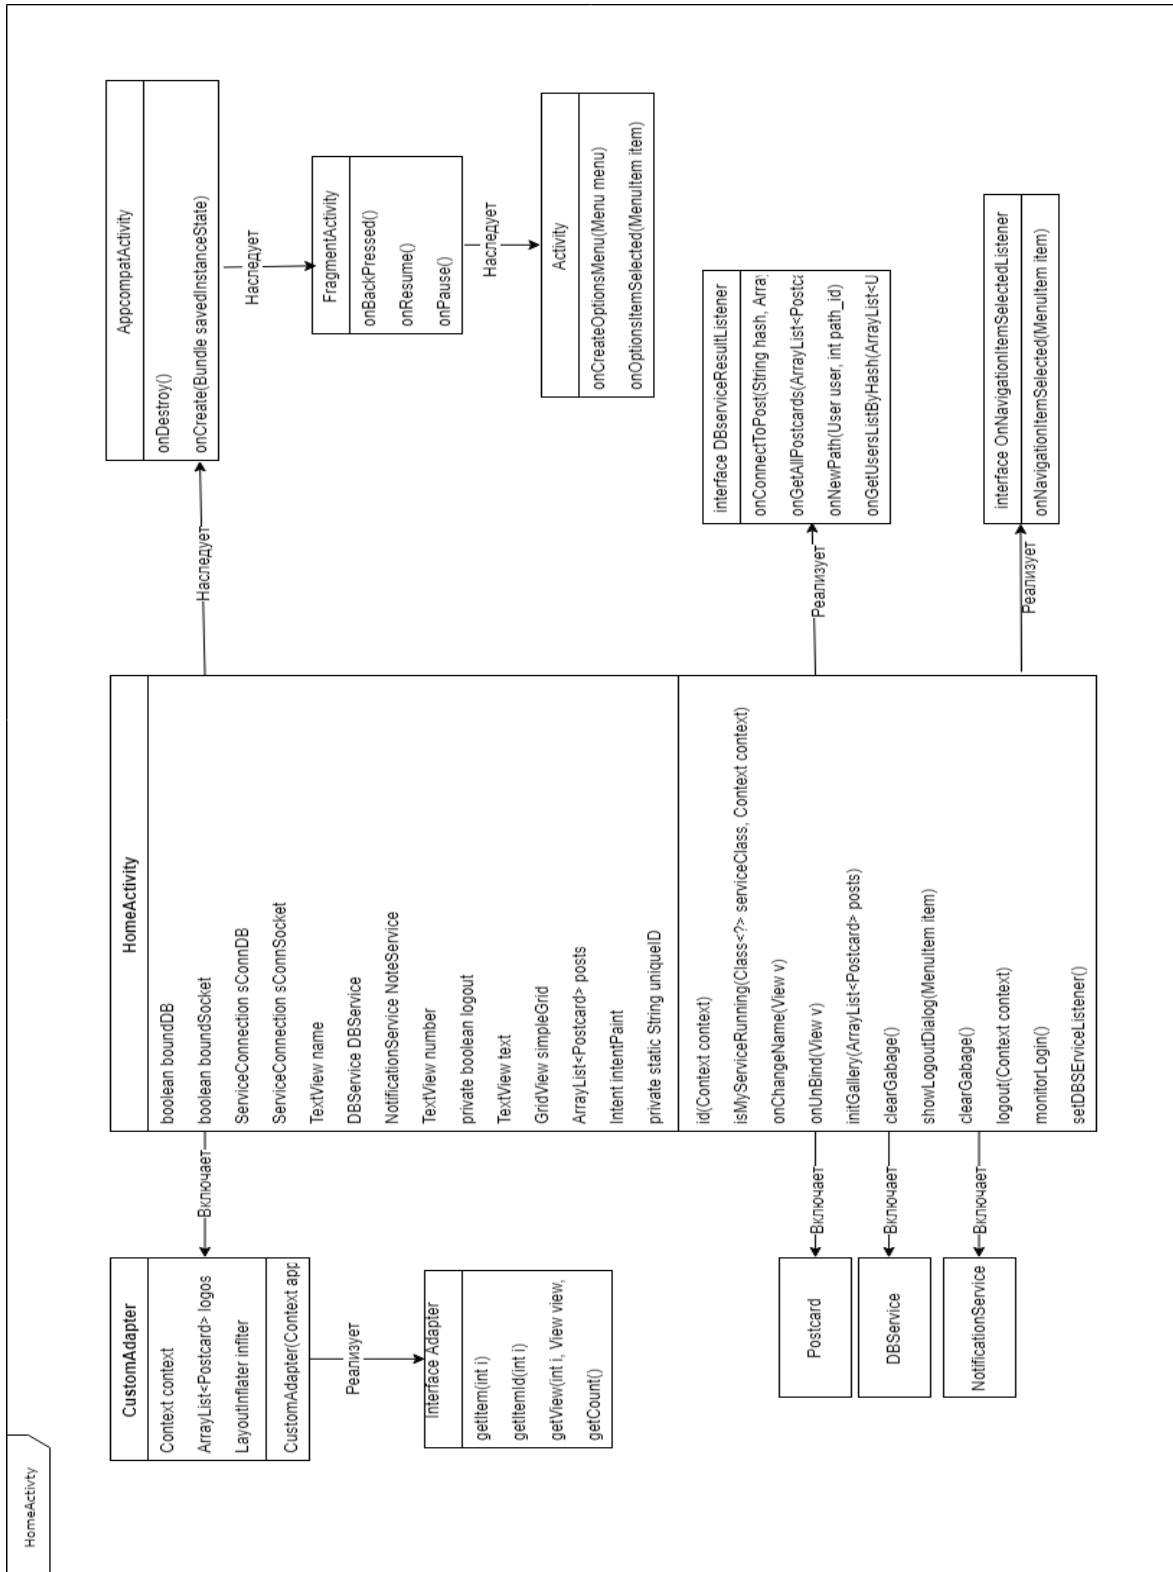 HomeActivty
CustomAdapter
Context context
ArrayList<Postcard> logos
LayoutInflater inflter
CustomAdapter(Context app
Реализует
Interface Adapter
getItem(int i)
getItemId(int i)
getView(int i, View view,
getCount()
Включает
HomeActivity
boolean boundDB
boolean boundSocket
ServiceConnection sConnDB
ServiceConnection sConnSocket
TextView name
DBService DBService
NotificationService NoteService
TextView number
private boolean logout
TextView text
GridView simpleGrid
ArrayList<Postcard> posts
Intent intentPaint
private static String uniqueID
id(Context context)
isMyServiceRunning(Class<?> serviceClass, Context context)
onChangeName(View v)
onUnBind(View v)
initGallery(ArrayList<Postcard> posts)
clearGabage()
showLogoutDialog(MenuItem item)
clearGabage()
logout(Context context)
monitorLogin()
setDBSErviceListener()
Включает
Postcard
Включает
DBService
Включает
NotificationService
Наследует
AppcompatActivity
onDestroy()
onCreate(Bundle savedInstanceState)
Наследует
FragmentActivity
onBackPressed()
onResume()
onPause()
Наследует
Activity
onCreateOptionsMenu(Menu menu)
onOptionsItemSelected(MenuItem item)
Реализует
interface DBserviceResultListener
onConnectToPost(String hash, Array
onGetAllPostcards(ArrayList<Postca
onNewPath(User user, int path_id)
onGetUsersListByHash(ArrayList<U
Реализует
interface OnNavigationItemSelectedListener
onNavigationItemSelected(MenuItem item)